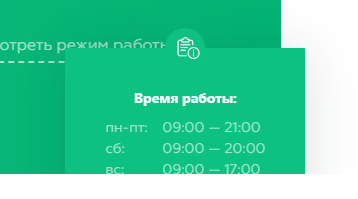 отреть режим работы
Время работы:
пн-пт: 09:00 — 21:00
сб: 09:00 — 20:00
вс: 09:00 — 17:00